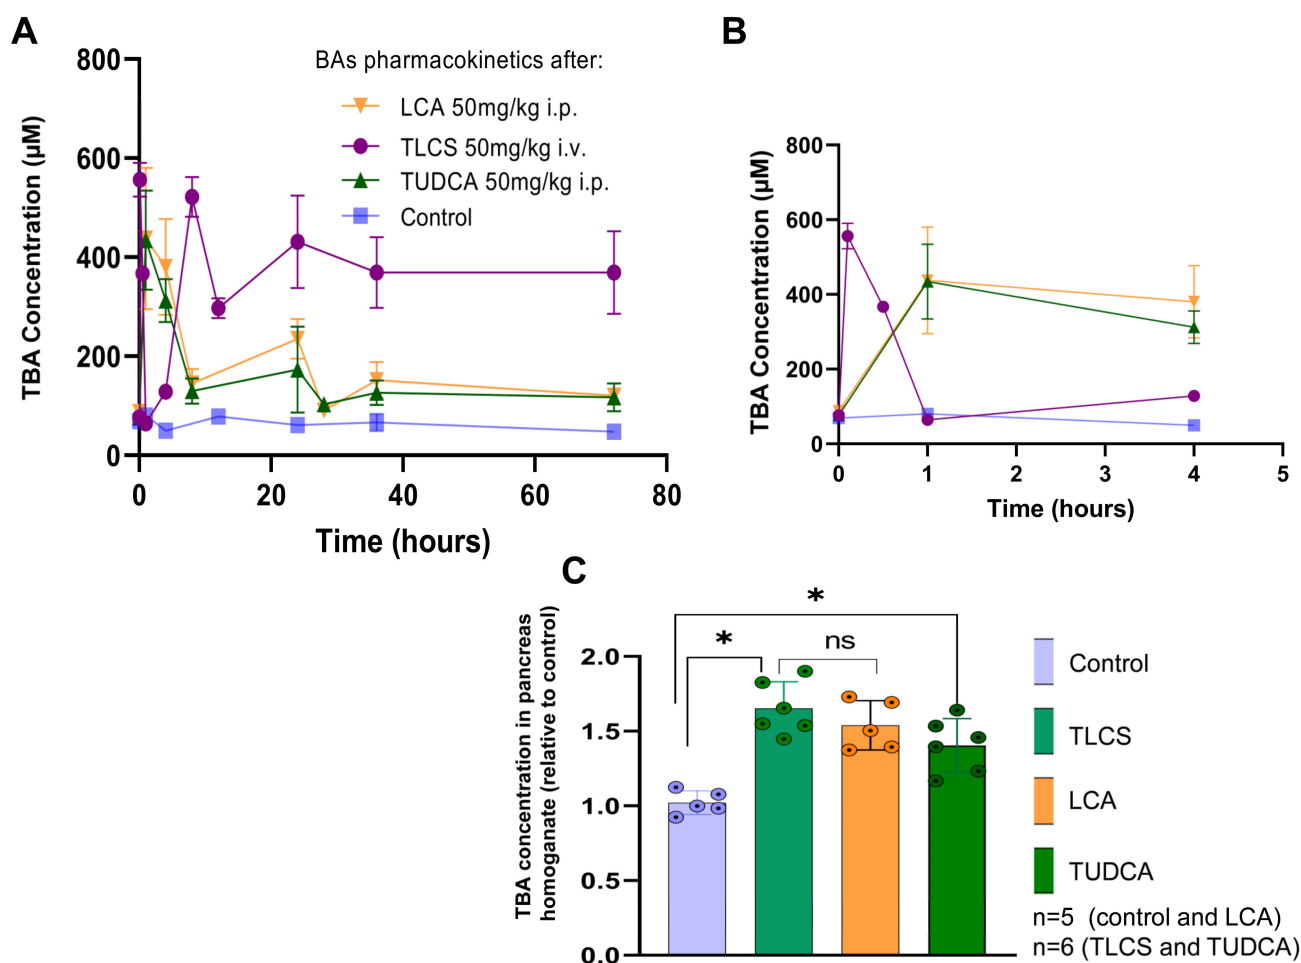 A
BAs pharmacokinetics after:
LCA 50mg/kg i.p.
TLCS 50mg/kg i.v.
TUDCA 50mg/kg i.p.
Control
TBA Concentration (µM)
800
600
400
200
0
0 20 40 60 80
Time (hours)
B
TBA Concentration (µM)
800
600
400
200
0
0 1 2 3 4 5
Time (hours)
C
TBA concentration in pancreas
homoganate (relative to control)
2.0
1.5
1.0
0.5
0.0
*
*
ns
Control
TLCS
LCA
TUDCA
n=5 (control and LCA)
n=6 (TLCS and TUDCA)